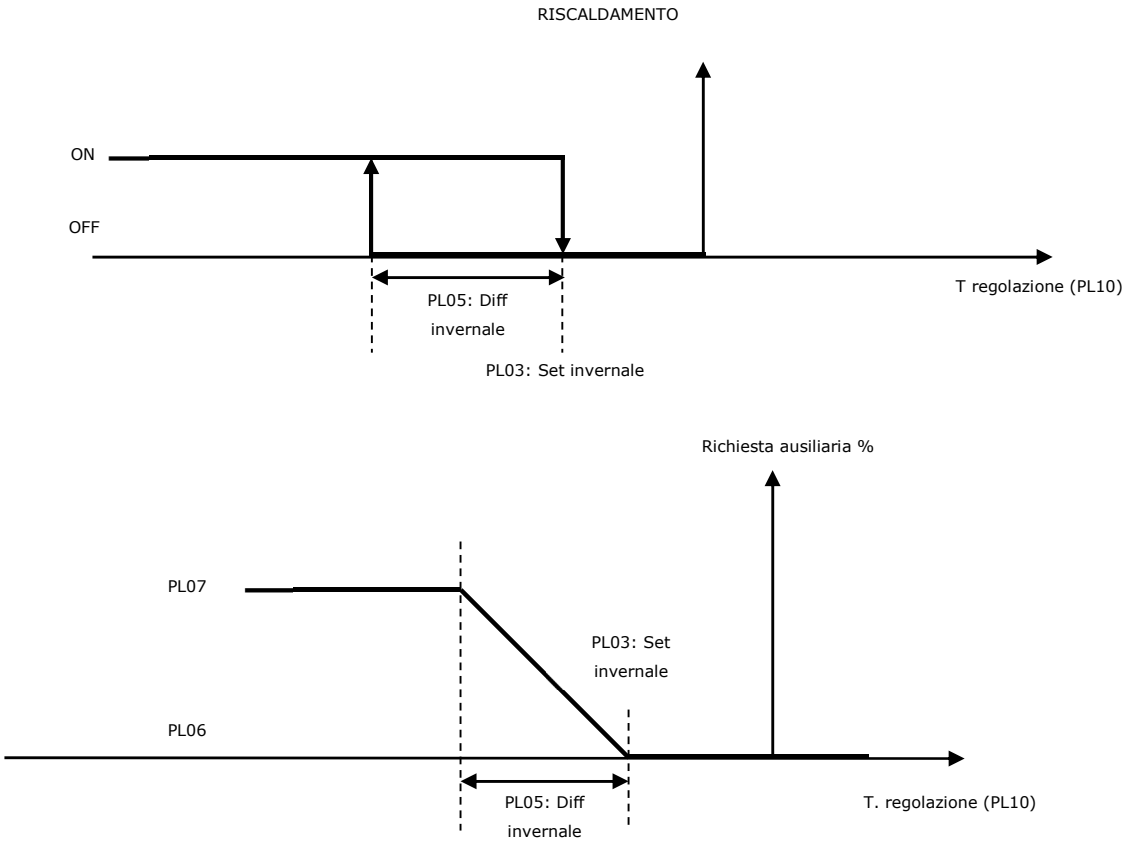 RISCALDAMENTO
ON
OFF
T regolazione (PL10)
PL05: Diff
invernale
PL03: Set invernale
Richiesta ausiliaria %
PL07
PL03: Set
invernale
PL06
PL05: Diff
invernale
T. regolazione (PL10)